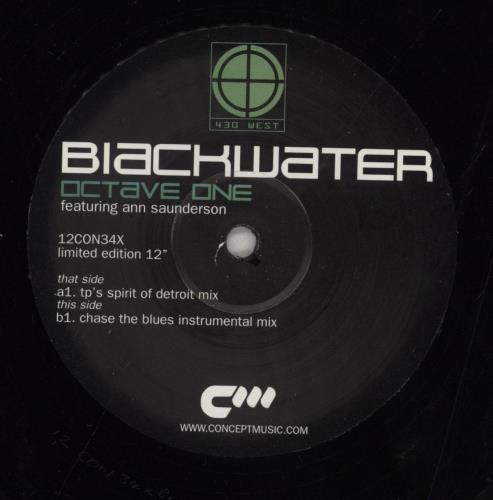 430 WEST
BlackWATER
OCTAVE ONE
featuring ann saunderson
12CON34X
limited edition 12"
that side
a1. tp's spirit of detroit mix
this side
b1. chase the blues instrumental mix
WWW.CONCEPTMUSIC.COM